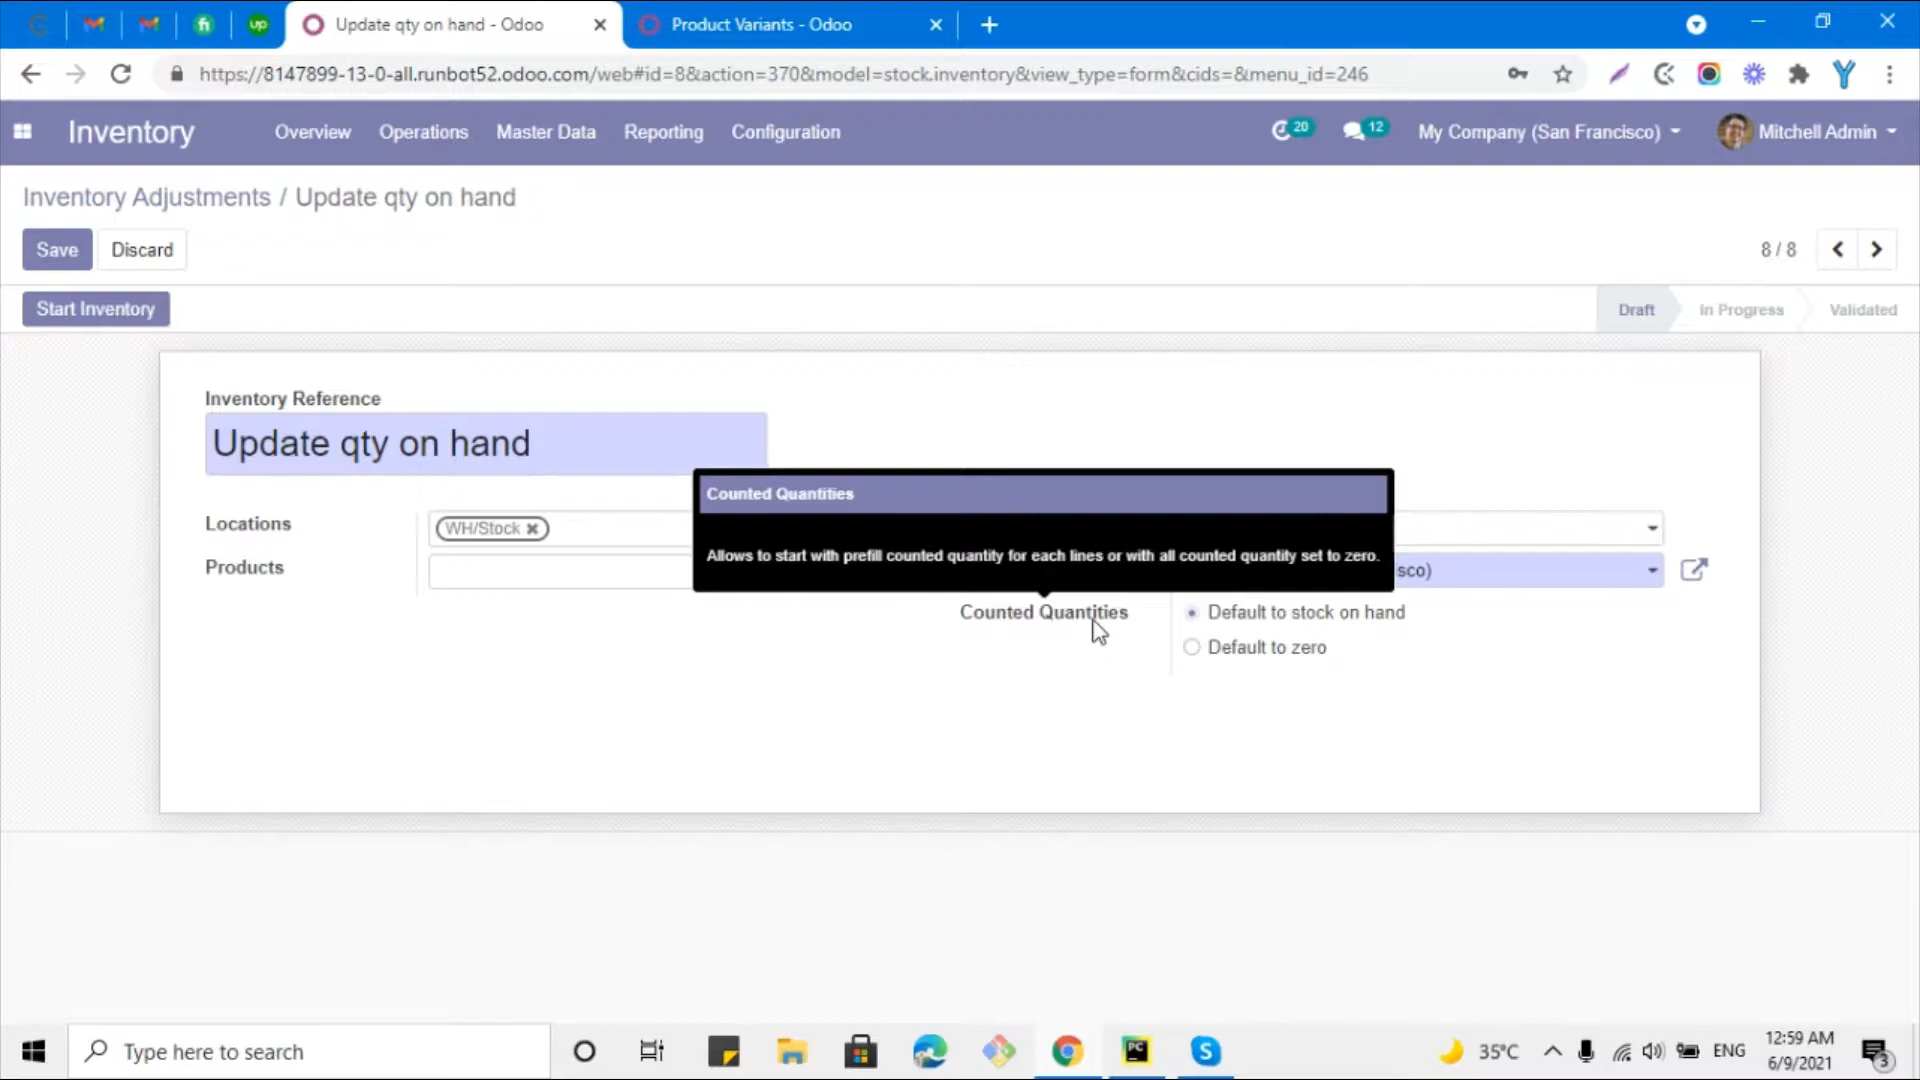 up
Update qty on hand - Odoo
Product Variants - Odoo
https://8147899-13-0-all.runbot52.odoo.com/web#id=8&action=370&model=stock.inventory&view_type=form&cids=&menu_id=246
Inventory
Overview
Operations
Master Data
Reporting
Configuration
20
12
My Company (San Francisco)
Mitchell Admin
Inventory Adjustments / Update qty on hand
Save
Discard
8 / 8
Start Inventory
Draft
In Progress
Validated
Inventory Reference
Update qty on hand
Counted Quantities
Allows to start with prefill counted quantity for each lines or with all counted quantity set to zero.
Locations
WH/Stock
Products
sco)
Counted Quantities
Default to stock on hand
Default to zero
Type here to search
PC
S
35°C
ENG
12:59 AM
6/9/2021
3